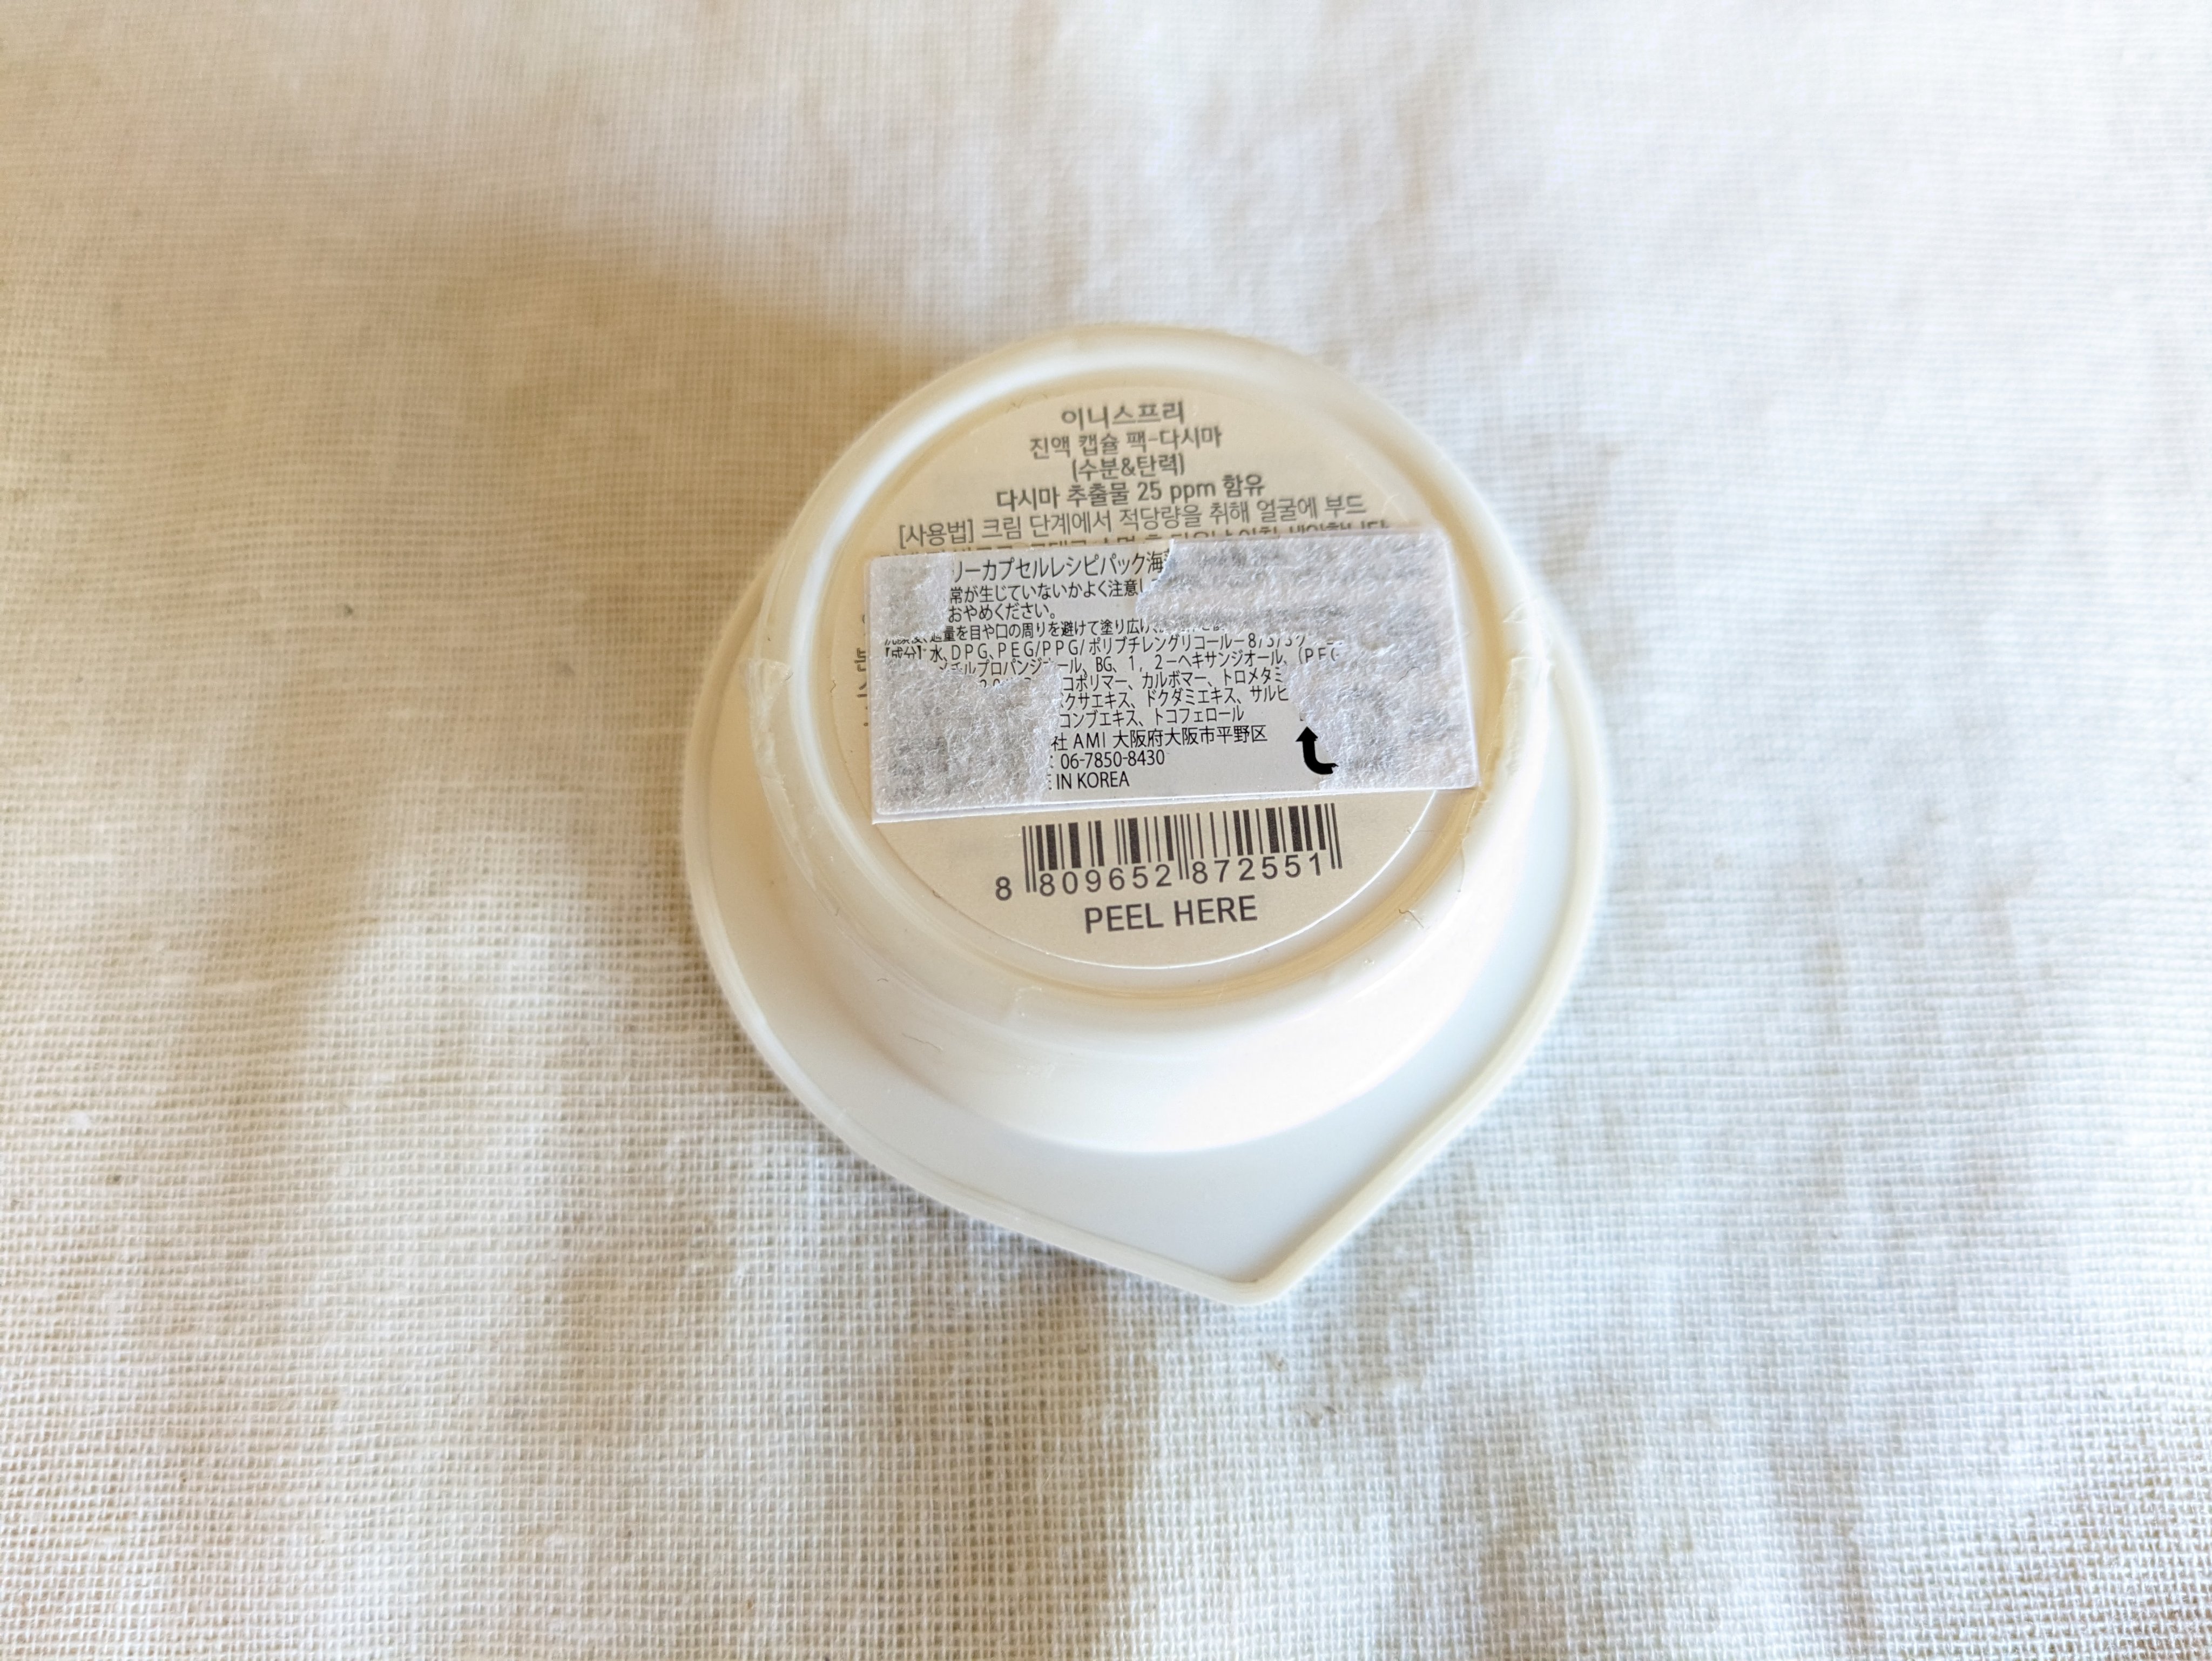 이니스프리
진액 캡슐 팩-다시마
(수분&탄력)
다시마 추출물 25 ppm 함유
[사용법] 크림 단계에서 적당량을 취해 얼굴에 부드
リーカプセルレシピパック海
常が生じていないかよく注意し
おやめください。
量を目や口の周りを避けて塗り広げ
【成分】水、DPG、PEG/PPG/ポリブチレングリコール－8/5/3
チルプロパンジオール、BG、1，2－ヘキサンジオール、（PEG
コポリマー、カルボマー、トロメタミ
クサエキス、ドクダミエキス、サルビ
コンブエキス、トコフェロール
社 AMI 大阪府大阪市平野区
06-7850-8430
IN KOREA
8 809652 872551
PEEL HERE